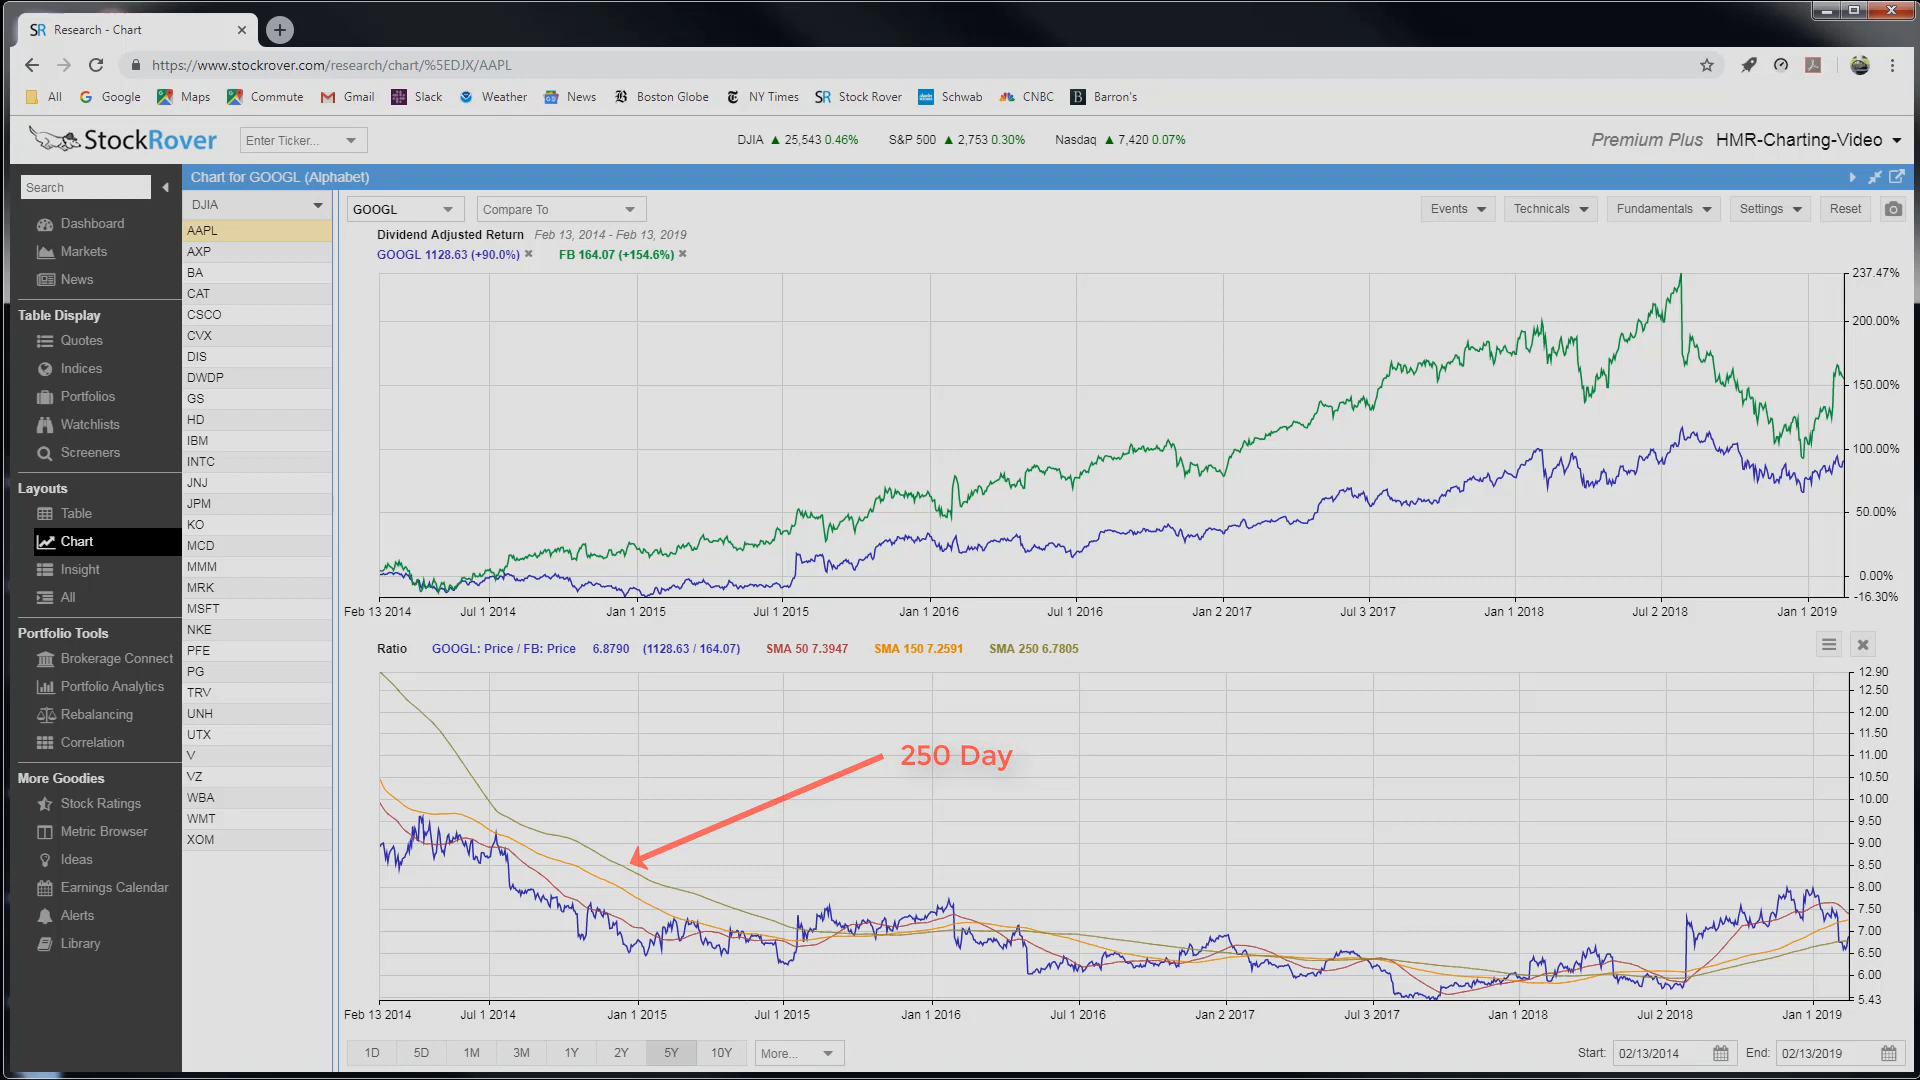 SR Research - Chart
https://www.stockrover.com/research/chart/%5EDJX/AAPL
All Google Maps Commute Gmail Slack Weather News Boston Globe NY Times SR Stock Rover Schwab CNBC B Barron's
StockRover Enter Ticker... DJIA ▲ 25,543 0.46% S&P 500 ▲ 2,753 0.30% Nasdaq ▲ 7,420 0.07% Premium Plus HMR-Charting-Video
Search
Dashboard
Markets
News
Table Display
Quotes
Indices
Portfolios
Watchlists
Screeners
Layouts
Table
Chart
Insight
All
Portfolio Tools
Brokerage Connect
Portfolio Analytics
Rebalancing
Correlation
More Goodies
Stock Ratings
Metric Browser
Ideas
Earnings Calendar
Alerts
Library
Chart for GOOGL (Alphabet)
DJIA
AAPL
AXP
BA
CAT
CSCO
CVX
DIS
DWDP
GS
HD
IBM
INTC
JNJ
JPM
KO
MCD
MMM
MRK
MSFT
NKE
PFE
PG
TRV
UNH
UTX
V
VZ
WBA
WMT
XOM
GOOGL Compare To Events Technicals Fundamentals Settings Reset
Dividend Adjusted Return Feb 13, 2014 - Feb 13, 2019
GOOGL 1128.63 (+90.0%) FB 164.07 (+154.6%)
237.47%
200.00%
150.00%
100.00%
50.00%
0.00%
-16.30%
Feb 13 2014 Jul 1 2014 Jan 1 2015 Jul 1 2015 Jan 1 2016 Jul 1 2016 Jan 2 2017 Jul 3 2017 Jan 1 2018 Jul 2 2018 Jan 1 2019
Ratio GOOGL: Price / FB: Price 6.8790 (1128.63 / 164.07) SMA 50 7.3947 SMA 150 7.2591 SMA 250 6.7805
250 Day
12.90
12.50
12.00
11.50
11.00
10.50
10.00
9.50
9.00
8.50
8.00
7.50
7.00
6.50
6.00
5.43
Feb 13 2014 Jul 1 2014 Jan 1 2015 Jul 1 2015 Jan 1 2016 Jul 1 2016 Jan 2 2017 Jul 3 2017 Jan 1 2018 Jul 2 2018 Jan 1 2019
1D 5D 1M 3M 1Y 2Y 5Y 10Y More... Start: 02/13/2014 End: 02/13/2019